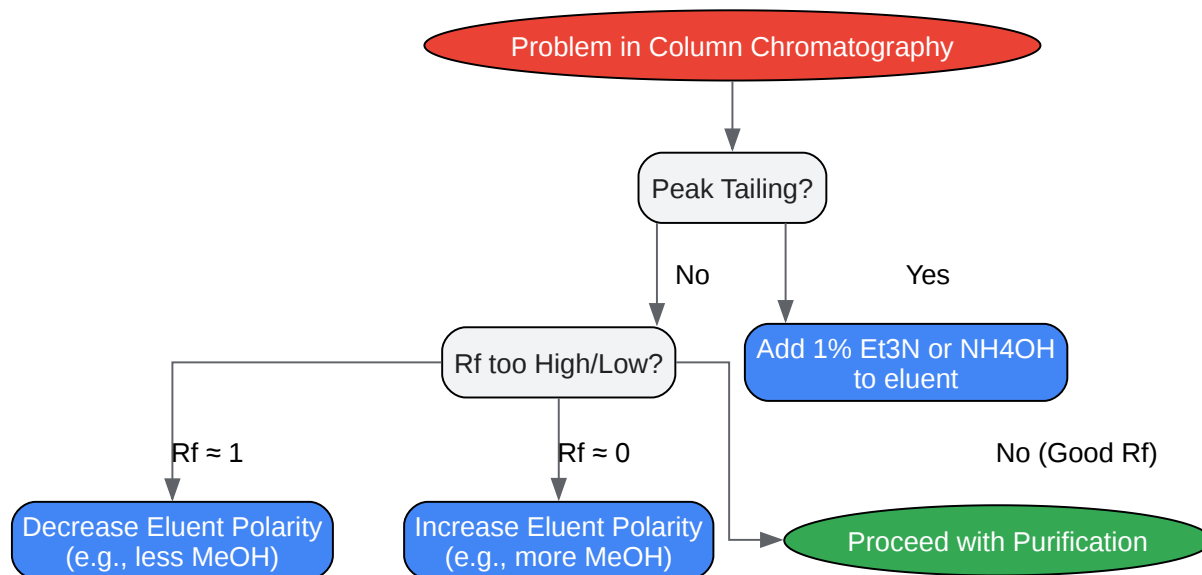 Problem in Column Chromatography
Peak Tailing?
No
Yes
Rf too High/Low?
Add 1% Et3N or NH4OH
to eluent
Rf ≈ 1
Rf ≈ 0
No (Good Rf)
Decrease Eluent Polarity
(e.g., less MeOH)
Increase Eluent Polarity
(e.g., more MeOH)
Proceed with Purification